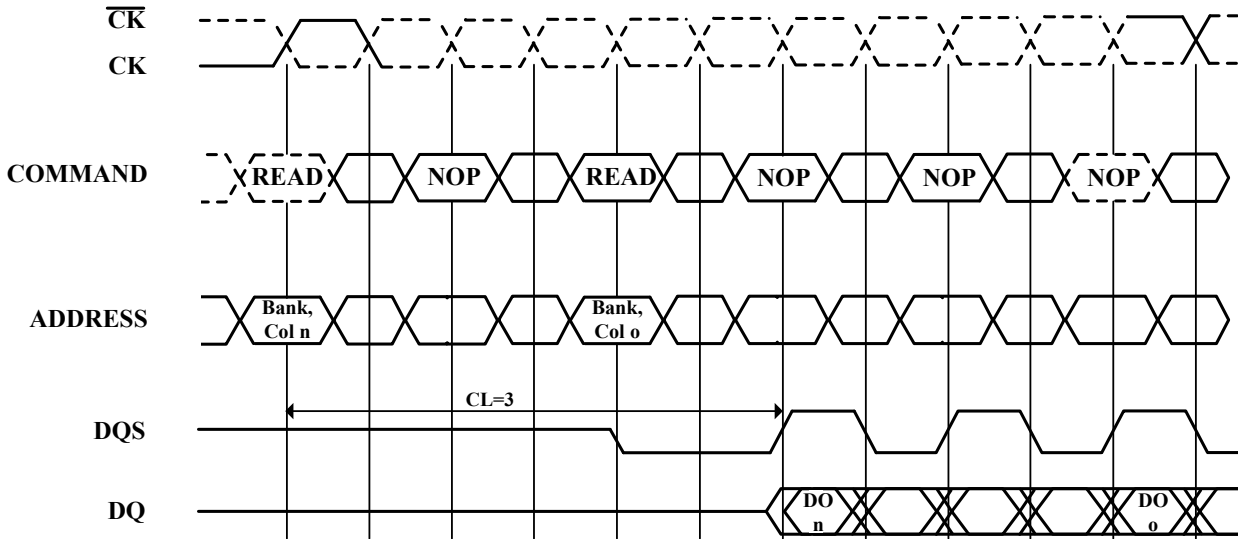 CK
CK
COMMAND READ NOP READ NOP NOP NOP
ADDRESS
Bank,
Col n
Bank,
Col o
CL=3
DQS
DQ
DO
n
DO
o